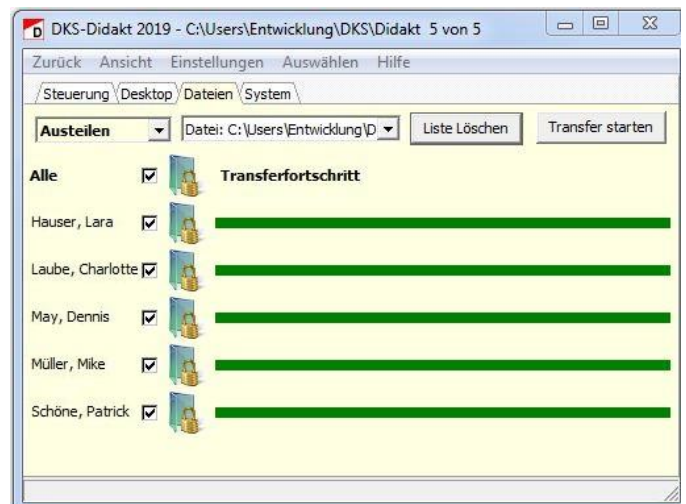 D DKS-Didakt 2019 - C:\Users\Entwicklung\DKS\Didakt 5 von 5
Zurück Ansicht Einstellungen Auswählen Hilfe
Steuerung Desktop Dateien System
Austeilen Datei: C:\Users\Entwicklung\D Liste Löschen Transfer starten
Alle Transferfortschritt
Hauser, Lara
Laube, Charlotte
May, Dennis
Müller, Mike
Schöne, Patrick